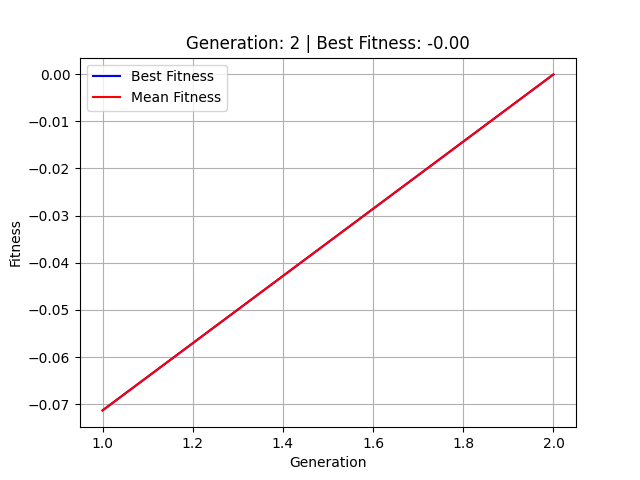 Generation: 2 | Best Fitness: -0.00
Best Fitness
Mean Fitness
0.00
−0.01
−0.02
−0.03
−0.04
−0.05
−0.06
−0.07
Fitness
1.0 1.2 1.4 1.6 1.8 2.0
Generation